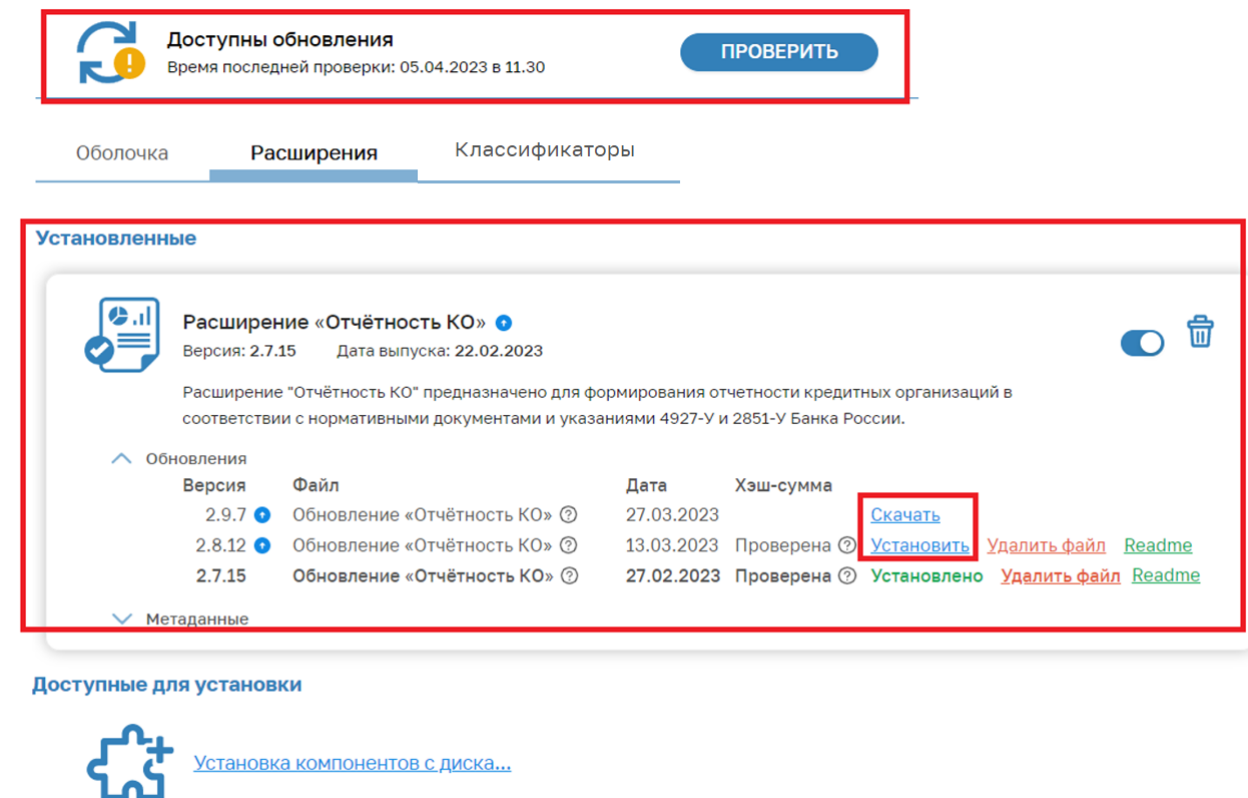 Доступны обновления
ПРОВЕРИТЬ
Время последней проверки: 05.04.2023 в 11.30
Оболочка Расширения Классификаторы
Установленные
Расширение «Отчётность КО»
Версия: 2.7.15 Дата выпуска: 22.02.2023
Расширение "Отчётность КО" предназначено для формирования отчетности кредитных организаций в
соответствии с нормативными документами и указаниями 4927-У и 2851-У Банка России.
Обновления
Версия Файл Дата Хэш-сумма
2.9.7 Обновление «Отчётность КО» ? 27.03.2023 Скачать
2.8.12 Обновление «Отчётность КО» ? 13.03.2023 Проверена ? Установить Удалить файл Readme
2.7.15 Обновление «Отчётность КО» ? 27.02.2023 Проверена ? Установлено Удалить файл Readme
Метаданные
Доступные для установки
Установка компонентов с диска...